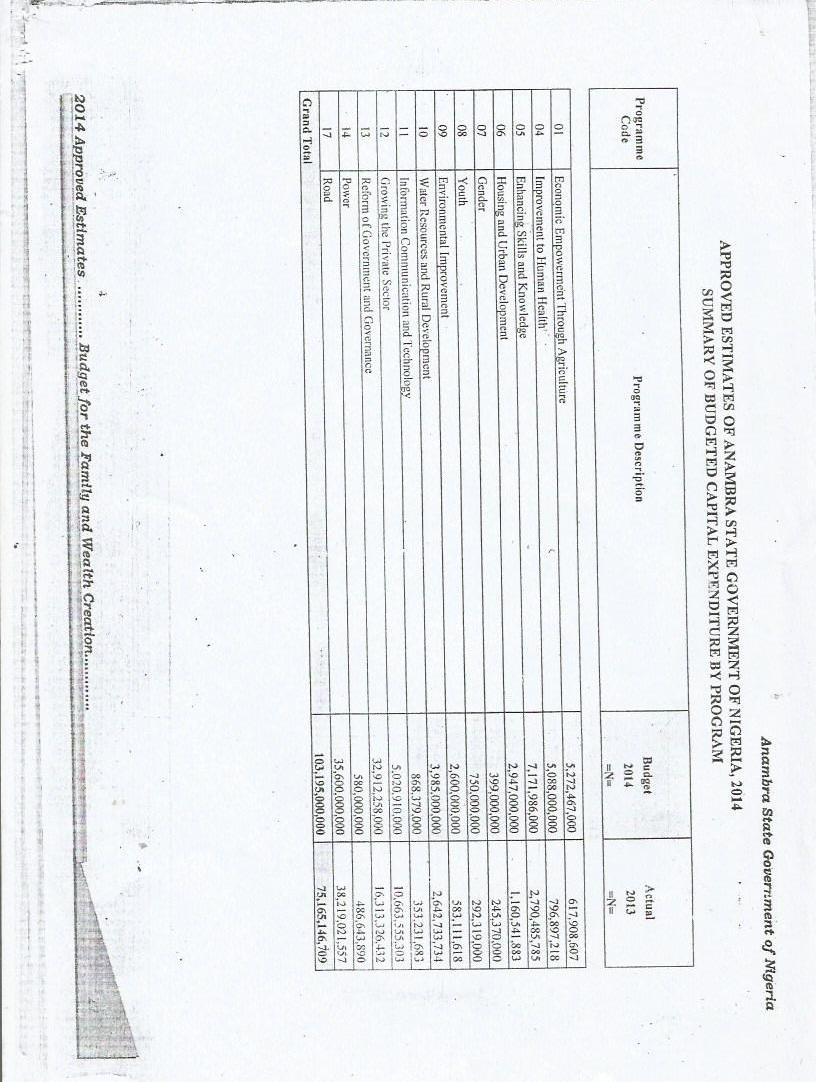 Anambra State Government of Nigeria
APPROVED ESTIMATES OF ANAMBRA STATE GOVERNMENT OF NIGERIA, 2014
SUMMARY OF BUDGETED CAPITAL EXPENDITURE BY PROGRAM
Programme Code Programme Description Budget 2014 =N= Actual 2013 =N=
01 Economic Empowerment Through Agriculture 5,272,467,000 617,908,607
04 Improvement to Human Health 5,088,000,000 796,897,218
05 Enhancing Skills and Knowledge 7,171,986,000 2,790,485,785
06 Housing and Urban Development 2,947,000,000 1,160,541,883
07 Gender 399,000,000 245,370,000
08 Youth 750,000,000 292,319,000
09 Environmental Improvement 2,600,000,000 583,111,618
10 Water Resources and Rural Development 3,985,000,000 2,642,733,734
11 Information Communication and Technology 868,379,000 353,231,683
12 Growing the Private Sector 5,020,910,000 10,663,555,303
13 Reform of Government and Governance 32,912,258,000 16,313,326,432
14 Power 580,000,000 486,643,890
17 Road 35,600,000,000 38,219,021,557
Grand Total 103,195,000,000 75,165,146,709
2014 Approved Estimates ............ Budget for the Family and Wealth Creation.............